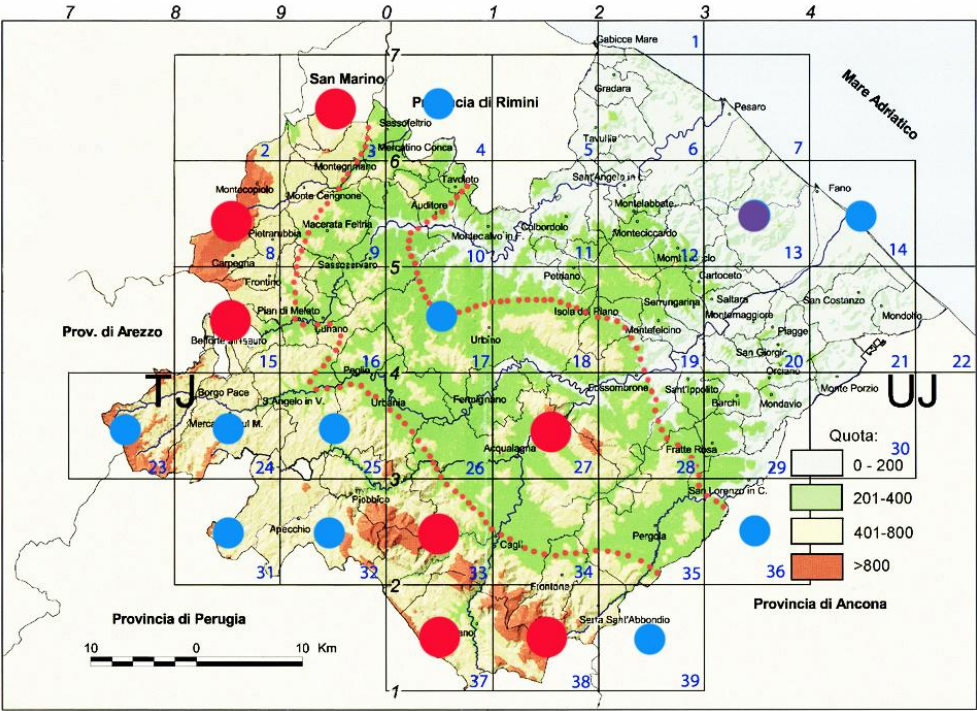 7 8 9 0 1 2 3 4
Gabicce Mare 1
7
Gradara
San Marino
Provincia di Rimini
Pesaro
Mare Adriatico
Sassofeltrio
Tavullia
Mercatino Conca
2 3 4 5 6 7
6
Montegrimano
Tavoleto
Sant'Angelo in L.
Montecopiolo
Monte Cerignone
Fano
Auditore
Montelabbate
Macerata Feltria
Colbordolo
Pietrarubbia
Montecalvo in F.
Monteciccardo
8 9 10 11 12 13 14
Carpegna
Sassocorvaro
5
Petriano
Cartoceto
Frontino
Serrungarina
Saltara
San Costanzo
Pian di Meleto
Isola del Piano
Montemaggiore
Mondolfo
Prov. di Arezzo
Lunano
Montefelcino
Piagge
Urbino
San Giorgio
15 16 17 18 19 20 21 22
Peglio
Orciano
4
TJ
UJ
Borgo Pace
Fossombrone
Sant'Ippolito
Monte Porzio
S.Angelo in V.
Urbania
Fermignano
Barchi
Mondavio
Acqualagna
Quota:
Fratte Rosa
30
23 24 25 26 27 28 29
0 - 200
3
San Lorenzo in C.
Piobbico
201-400
Apecchio
Pergola
401-800
Cagli
31 32 33 34 35 36
>800
2
Frontone
Provincia di Ancona
Provincia di Perugia
Serra Sant'Abbondio
10 0 10 Km
37 38 39
1